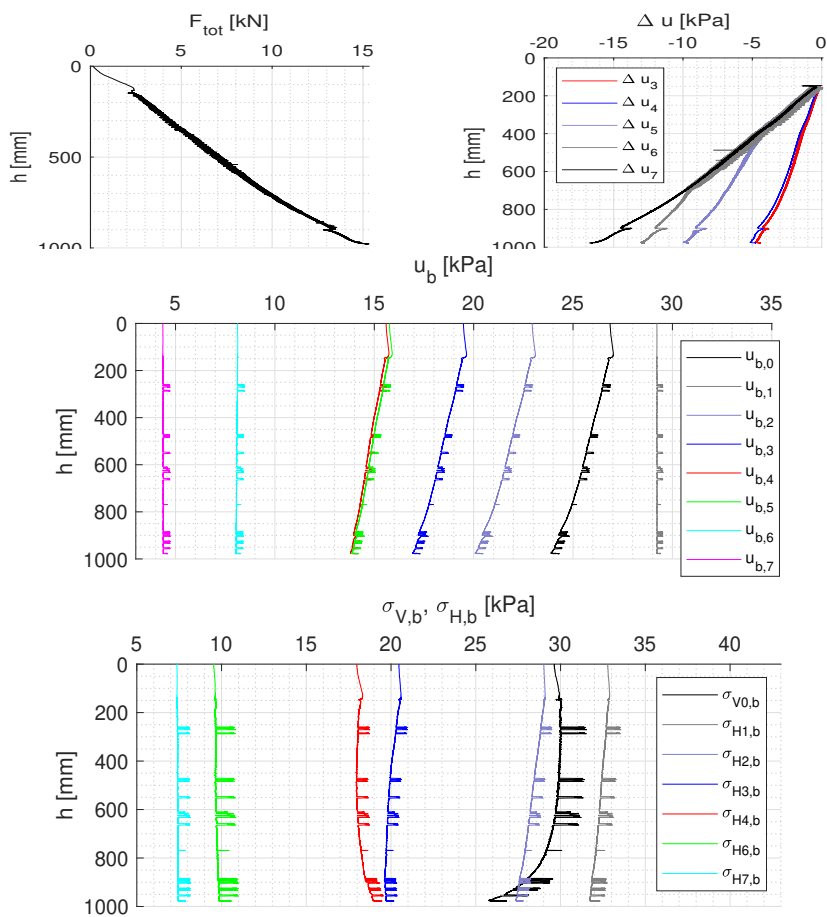 F_tot [kN]
0 5 10 15
0
500
1000
h [mm]
Δ u [kPa]
-20 -15 -10 -5 0
0
200
400
600
800
1000
h [mm]
Δ u_3
Δ u_4
Δ u_5
Δ u_6
Δ u_7
u_b [kPa]
5 10 15 20 25 30 35
0
200
400
600
800
1000
h [mm]
u_b,0
u_b,1
u_b,2
u_b,3
u_b,4
u_b,5
u_b,6
u_b,7
σ_V,b, σ_H,b [kPa]
5 10 15 20 25 30 35 40
0
200
400
600
800
1000
h [mm]
σ_V0,b
σ_H1,b
σ_H2,b
σ_H3,b
σ_H4,b
σ_H6,b
σ_H7,b